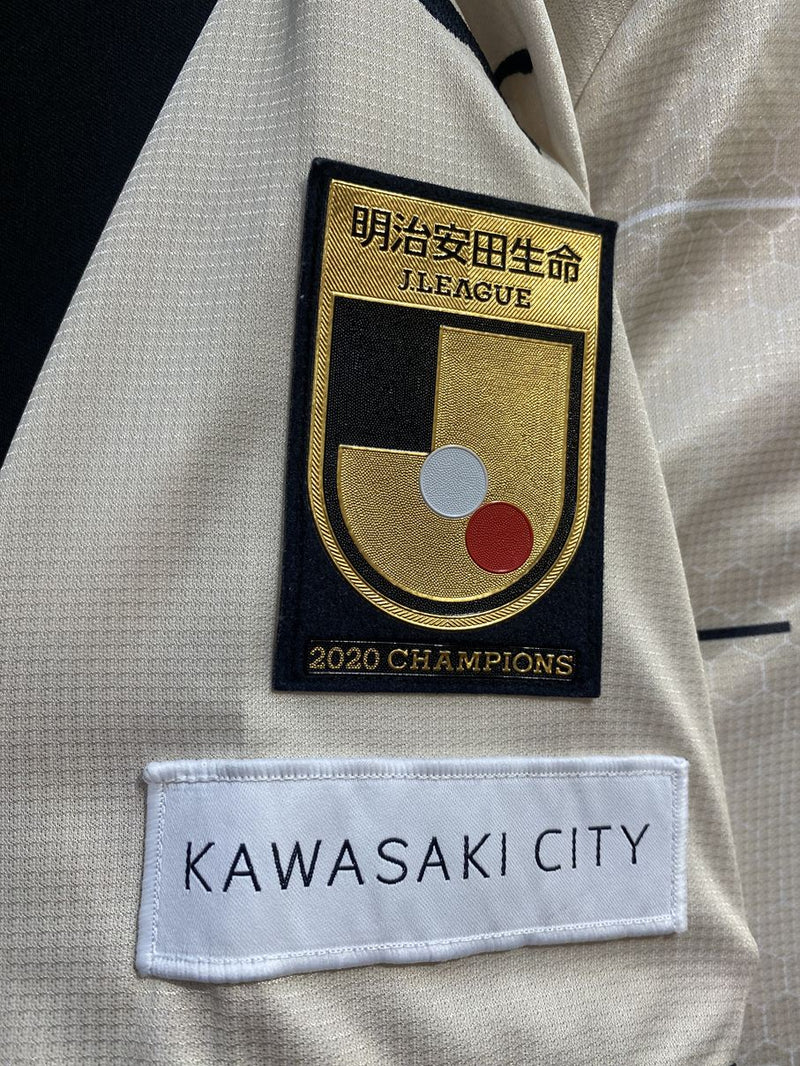 明治安田生命
J.LEAGUE
2020 CHAMPIONS
KAWASAKI CITY